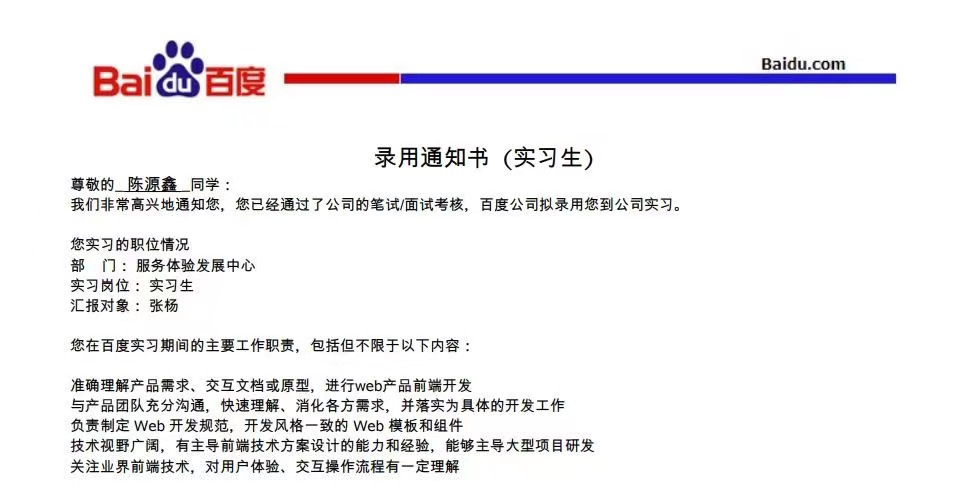 Bai du 百度
Baidu.com
录用通知书（实习生）
尊敬的 陈源鑫 同学：
我们非常高兴地通知您，您已经通过了公司的笔试/面试考核，百度公司拟录用您到公司实习。
您实习的职位情况
部 门：服务体验发展中心
实习岗位：实习生
汇报对象：张杨
您在百度实习期间的主要工作职责，包括但不限于以下内容：
准确理解产品需求、交互文档或原型，进行web产品前端开发
与产品团队充分沟通，快速理解、消化各方需求，并落实为具体的开发工作
负责制定 Web 开发规范，开发风格一致的 Web 模板和组件
技术视野广阔，有主导前端技术方案设计的能力和经验，能够主导大型项目研发
关注业界前端技术，对用户体验、交互操作流程有一定理解